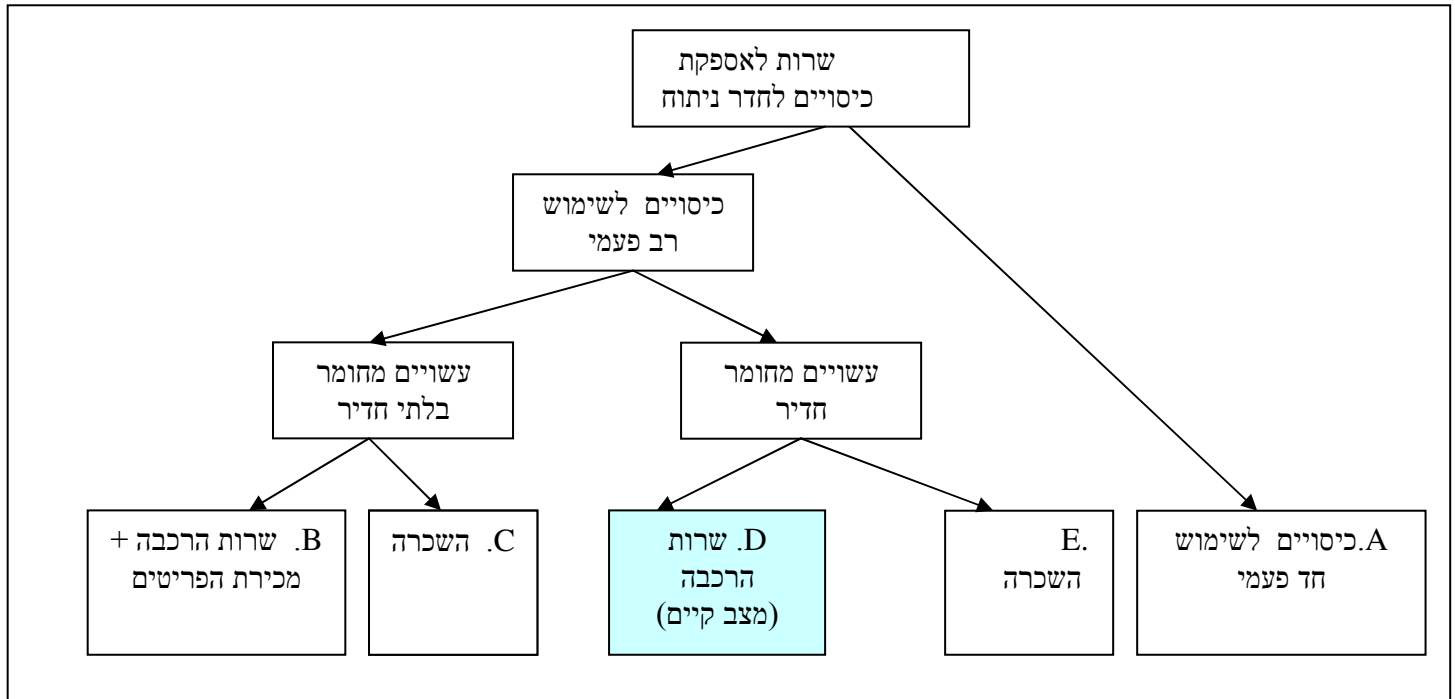 שרות לאספקת
כיסויים לחדר ניתוח
כיסויים לשימוש
רב פעמי
עשויים מחומר
חדיר
עשויים מחומר
בלתי חדיר
A.כיסויים לשימוש
חד פעמי
E.
השכרה
D. שרות
הרכבה
(מצב קיים)
C. השכרה
B. שרות הרכבה +
מכירת הפריטים